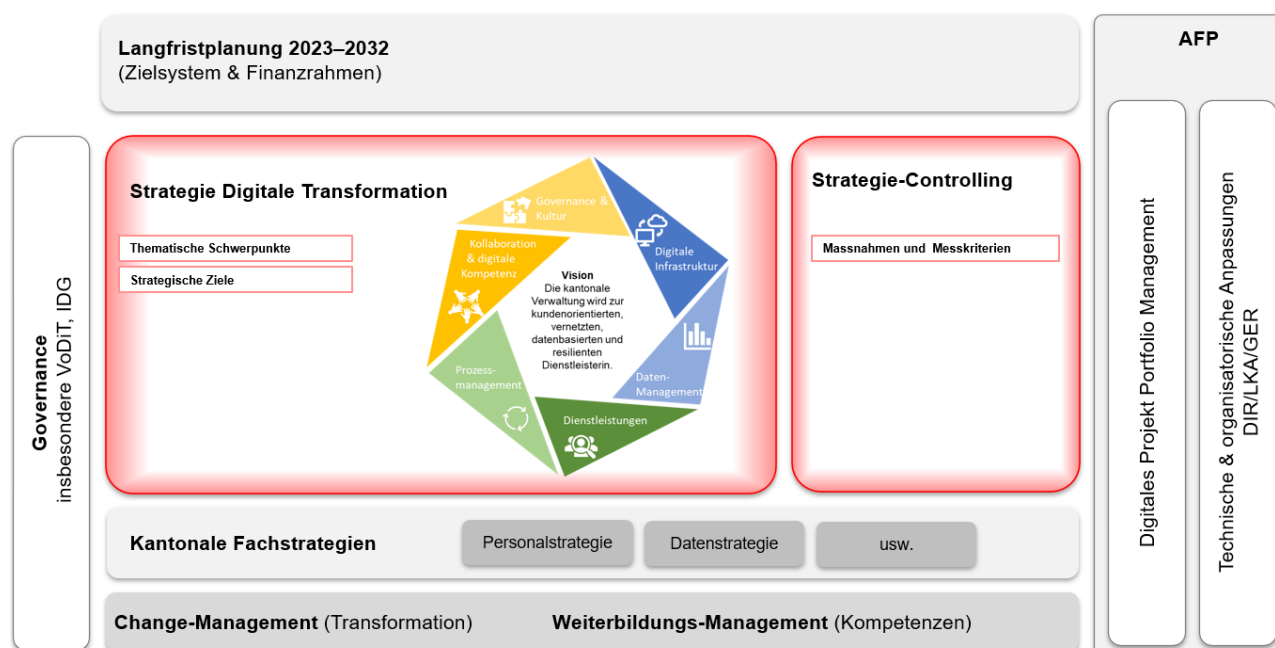 Langfristplanung 2023–2032
(Zielsystem & Finanzrahmen)
AFP
Governance
insbesondere VoDiT, IDG
Strategie Digitale Transformation
Thematische Schwerpunkte
Strategische Ziele
Governance &
Kultur
Digitale
Infrastruktur
Daten-
Management
Dienstleistungen
Prozess-
management
Kollaboration
& digitale
Kompetenz
Vision
Die kantonale
Verwaltung wird zur
kundenorientierten,
vernetzten,
datenbasierten und
resilienten
Dienstleisterin.
Strategie-Controlling
Massnahmen und Messkriterien
Digitales Projekt Portfolio Management
Technische & organisatorische Anpassungen
DIR/LKA/GER
Kantonale Fachstrategien
Personalstrategie
Datenstrategie
usw.
Change-Management (Transformation)
Weiterbildungs-Management (Kompetenzen)